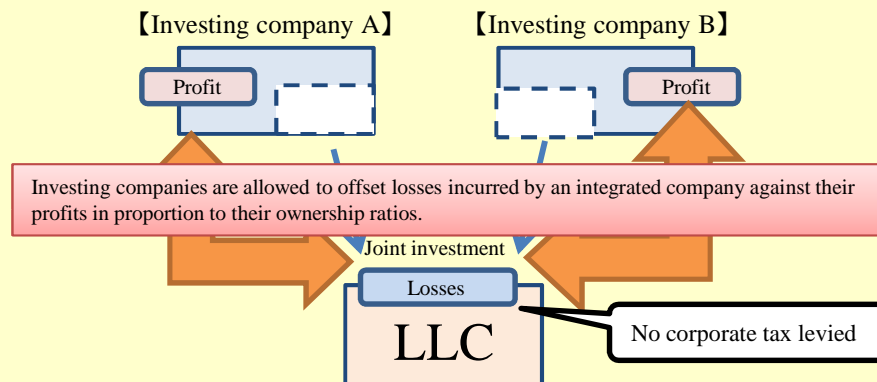 【Investing company A】
【Investing company B】
Profit
Profit
Investing companies are allowed to offset losses incurred by an integrated company against their
profits in proportion to their ownership ratios.
Joint investment
Losses
LLC
No corporate tax levied